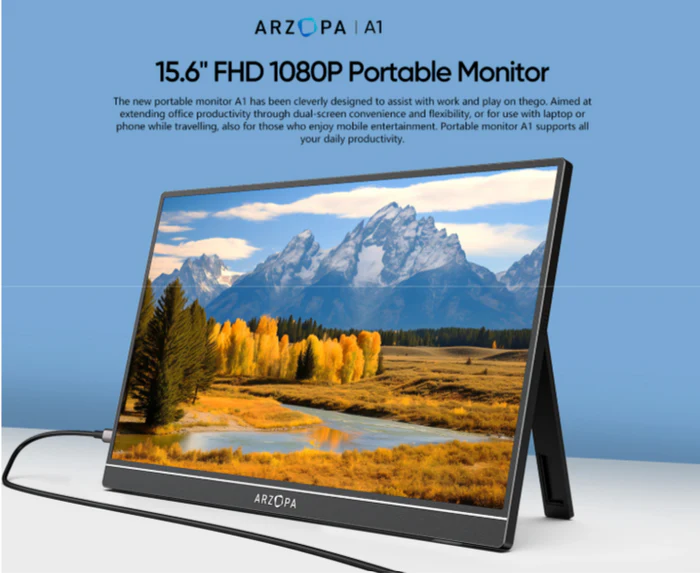 ARZOPA | A1
15.6" FHD 1080P Portable Monitor
The new portable monitor A1 has been cleverly designed to assist with work and play on thego. Aimed at
extending office productivity through dual-screen convenience and flexibility, or for use with laptop or
phone while travelling, also for those who enjoy mobile entertainment. Portable monitor A1 supports all
your daily productivity.
ARZOPA